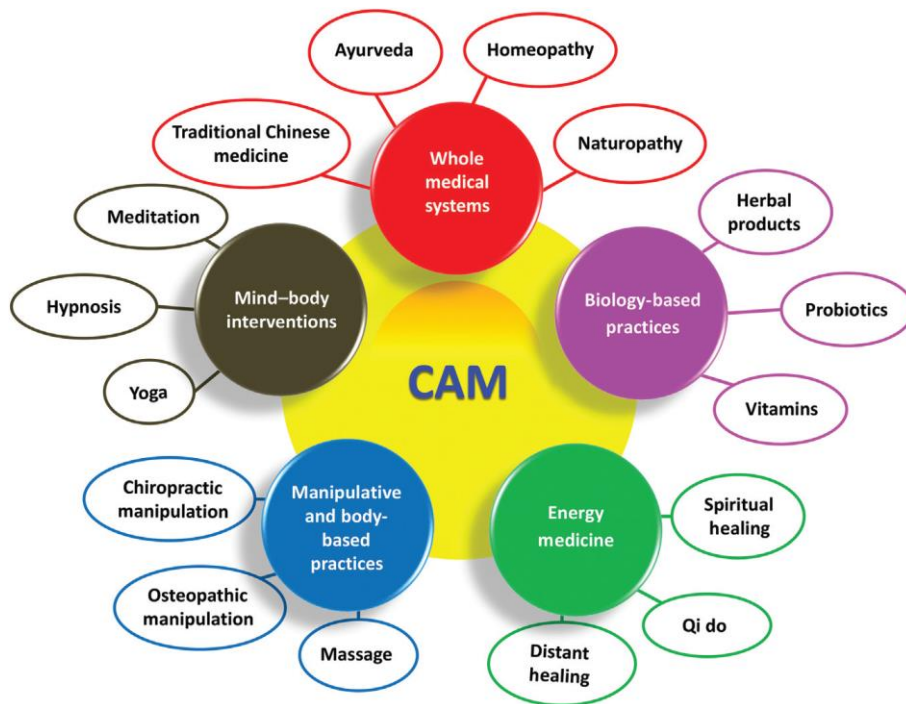 Ayurveda
Homeopathy
Traditional Chinese
medicine
Whole
medical
systems
Naturopathy
Meditation
Hypnosis
Yoga
Mind–body
interventions
Herbal
products
Biology-based
practices
Probiotics
Vitamins
CAM
Chiropractic
manipulation
Osteopathic
manipulation
Massage
Manipulative
and body-
based
practices
Energy
medicine
Spiritual
healing
Qi do
Distant
healing